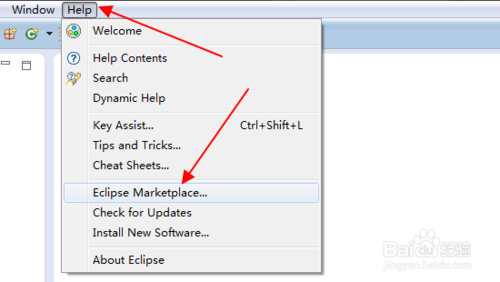 Window Help
Welcome
Help Contents
Search
Dynamic Help
Key Assist... Ctrl+Shift+L
Tips and Tricks...
Cheat Sheets...
Eclipse Marketplace...
Check for Updates
Install New Software...
About Eclipse
Baidu 经验
jingyan.baidu.com